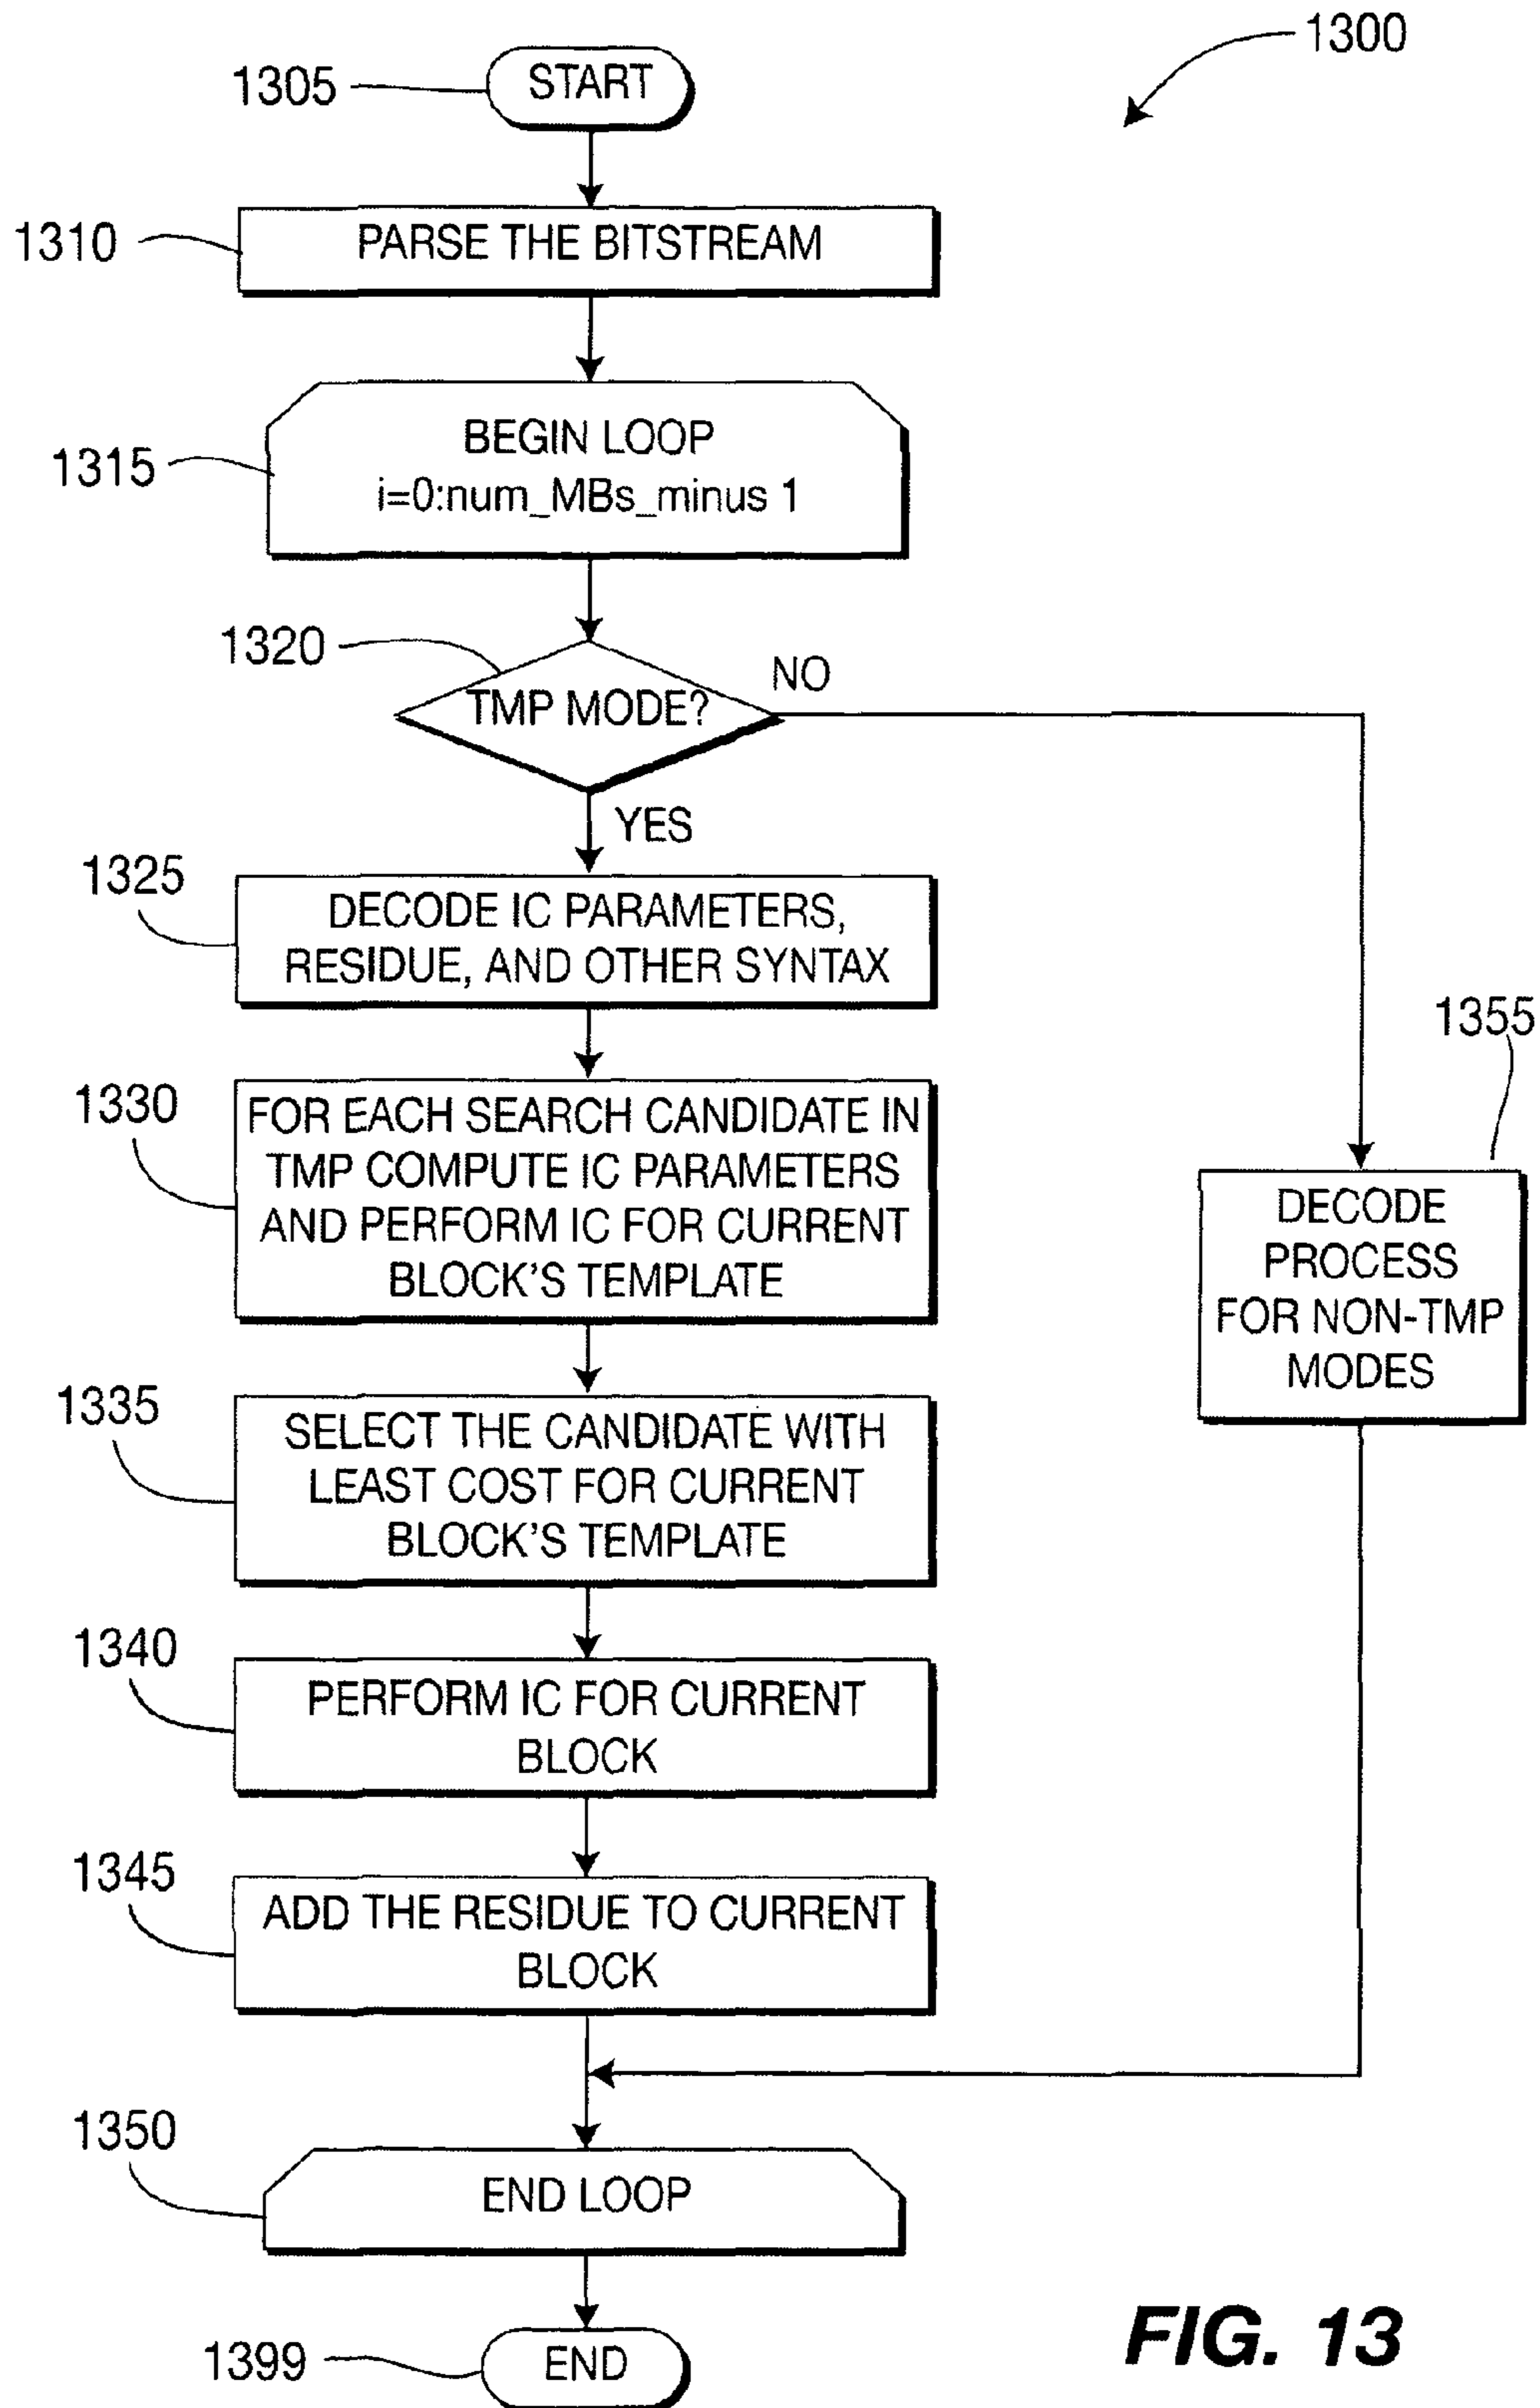 1300
1305
START
1310
PARSE THE BITSTREAM
1315
BEGIN LOOP
i=0:num_MBs_minus 1
1320
TMP MODE?
NO
YES
1325
DECODE IC PARAMETERS,
RESIDUE, AND OTHER SYNTAX
1330
FOR EACH SEARCH CANDIDATE IN
TMP COMPUTE IC PARAMETERS
AND PERFORM IC FOR CURRENT
BLOCK'S TEMPLATE
1355
DECODE
PROCESS
FOR NON-TMP
MODES
1335
SELECT THE CANDIDATE WITH
LEAST COST FOR CURRENT
BLOCK'S TEMPLATE
1340
PERFORM IC FOR CURRENT
BLOCK
1345
ADD THE RESIDUE TO CURRENT
BLOCK
1350
END LOOP
1399
END
FIG. 13